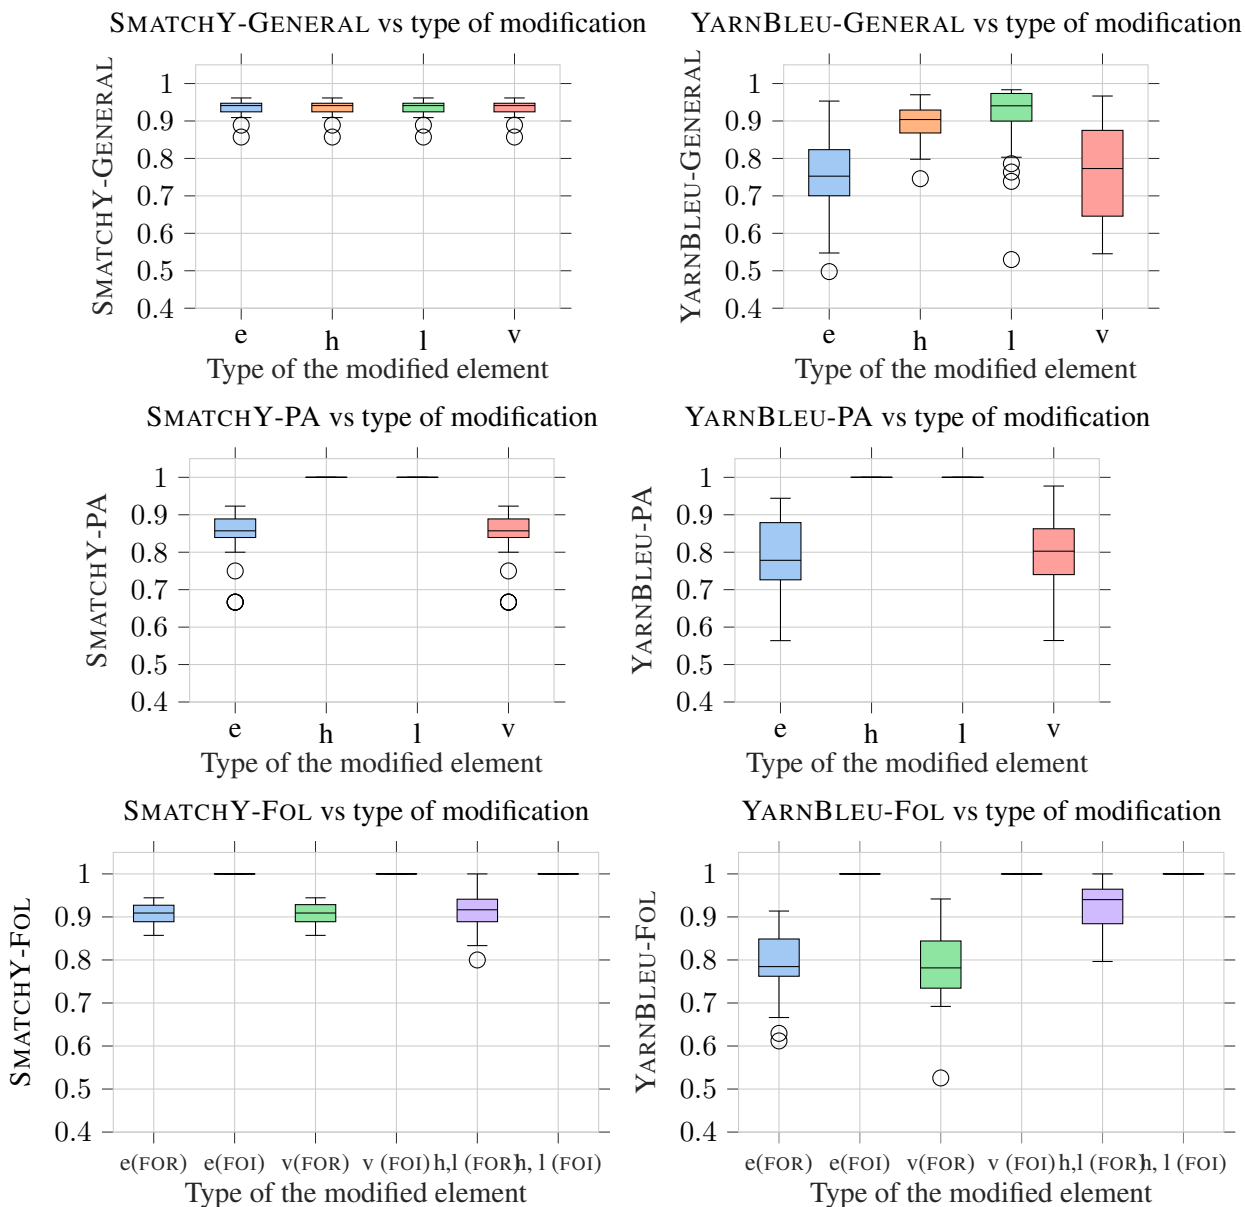 SMATCHY-GENERAL vs type of modification
SMATCHY-GENERAL
1
0.9
0.8
0.7
0.6
0.5
0.4
e h l v
Type of the modified element
YARNBLEU-GENERAL vs type of modification
YARNBLEU-GENERAL
1
0.9
0.8
0.7
0.6
0.5
0.4
e h l v
Type of the modified element
SMATCHY-PA vs type of modification
SMATCHY-PA
1
0.9
0.8
0.7
0.6
0.5
0.4
e h l v
Type of the modified element
YARNBLEU-PA vs type of modification
YARNBLEU-PA
1
0.9
0.8
0.7
0.6
0.5
0.4
e h l v
Type of the modified element
SMATCHY-FOL vs type of modification
SMATCHY-FOL
1
0.9
0.8
0.7
0.6
0.5
0.4
e(FOR) e(FOI) v(FOR) v (FOI) h,l (FOR) h, l (FOI)
Type of the modified element
YARNBLEU-FOL vs type of modification
YARNBLEU-FOL
1
0.9
0.8
0.7
0.6
0.5
0.4
e(FOR) e(FOI) v(FOR) v (FOI) h,l (FOR) h, l (FOI)
Type of the modified element